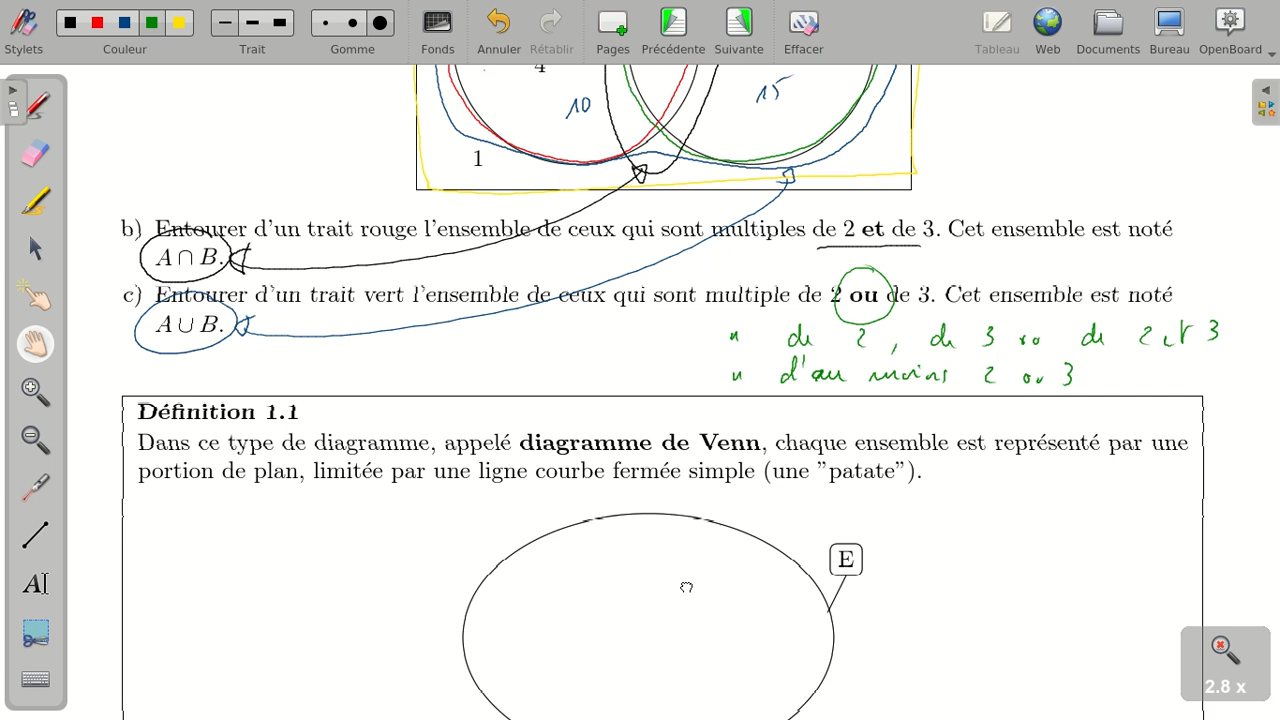 Stylets Couleur Trait Gomme Fonds Annuler Rétablir Pages Précédente Suivante Effacer Tableau Web Documents Bureau OpenBoard
4
10 15
1
b) Entourer d'un trait rouge l'ensemble de ceux qui sont multiples de 2 et de 3. Cet ensemble est noté
A ∩ B.
c) Entourer d'un trait vert l'ensemble de ceux qui sont multiple de 2 ou de 3. Cet ensemble est noté
A ∪ B.
" de 2 , de 3 ou de 2 et 3
" d'au moins 2 ou 3
Définition 1.1
Dans ce type de diagramme, appelé diagramme de Venn, chaque ensemble est représenté par une
portion de plan, limitée par une ligne courbe fermée simple (une "patate").
E
A
2.8 x